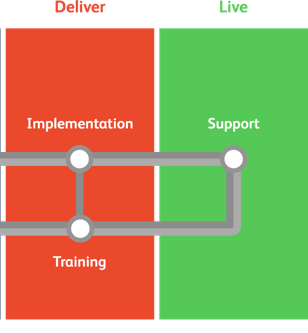 Deliver
Live
Implementation
Support
Training